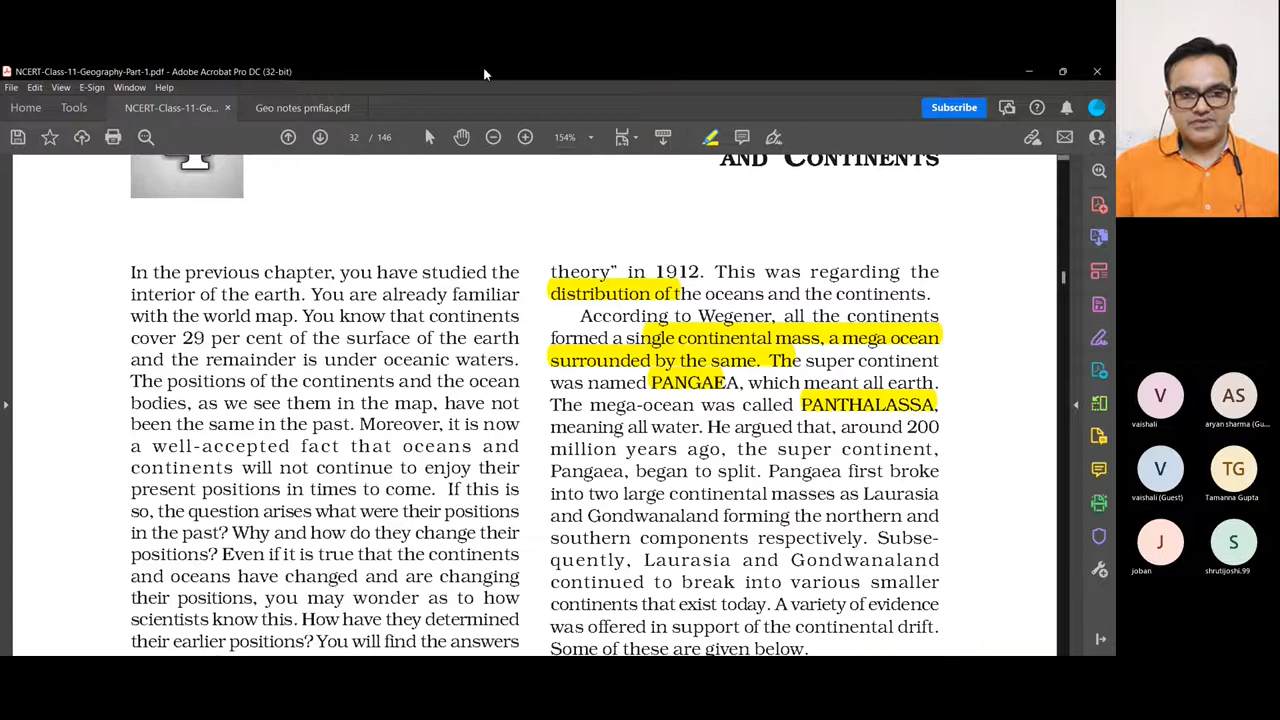 NCERT-Class-11-Geography-Part-1.pdf - Adobe Acrobat Pro DC (32-bit)
File Edit View E-Sign Window Help
Home Tools NCERT-Class-11-Ge... × Geo notes pmfias.pdf Subscribe
32 / 146 154%
AND CONTINENTS
In the previous chapter, you have studied the
interior of the earth. You are already familiar
with the world map. You know that continents
cover 29 per cent of the surface of the earth
and the remainder is under oceanic waters.
The positions of the continents and the ocean
bodies, as we see them in the map, have not
been the same in the past. Moreover, it is now
a well-accepted fact that oceans and
continents will not continue to enjoy their
present positions in times to come. If this is
so, the question arises what were their positions
in the past? Why and how do they change their
positions? Even if it is true that the continents
and oceans have changed and are changing
their positions, you may wonder as to how
scientists know this. How have they determined
their earlier positions? You will find the answers
theory” in 1912. This was regarding the
distribution of the oceans and the continents.
According to Wegener, all the continents
formed a single continental mass, a mega ocean
surrounded by the same. The super continent
was named PANGAEA, which meant all earth.
The mega-ocean was called PANTHALASSA,
meaning all water. He argued that, around 200
million years ago, the super continent,
Pangaea, began to split. Pangaea first broke
into two large continental masses as Laurasia
and Gondwanaland forming the northern and
southern components respectively. Subse-
quently, Laurasia and Gondwanaland
continued to break into various smaller
continents that exist today. A variety of evidence
was offered in support of the continental drift.
Some of these are given below.
V AS
vaishali aryan sharma (Gu...
V TG
vaishali (Guest) Tamanna Gupta
J S
joban shrutijoshi.99